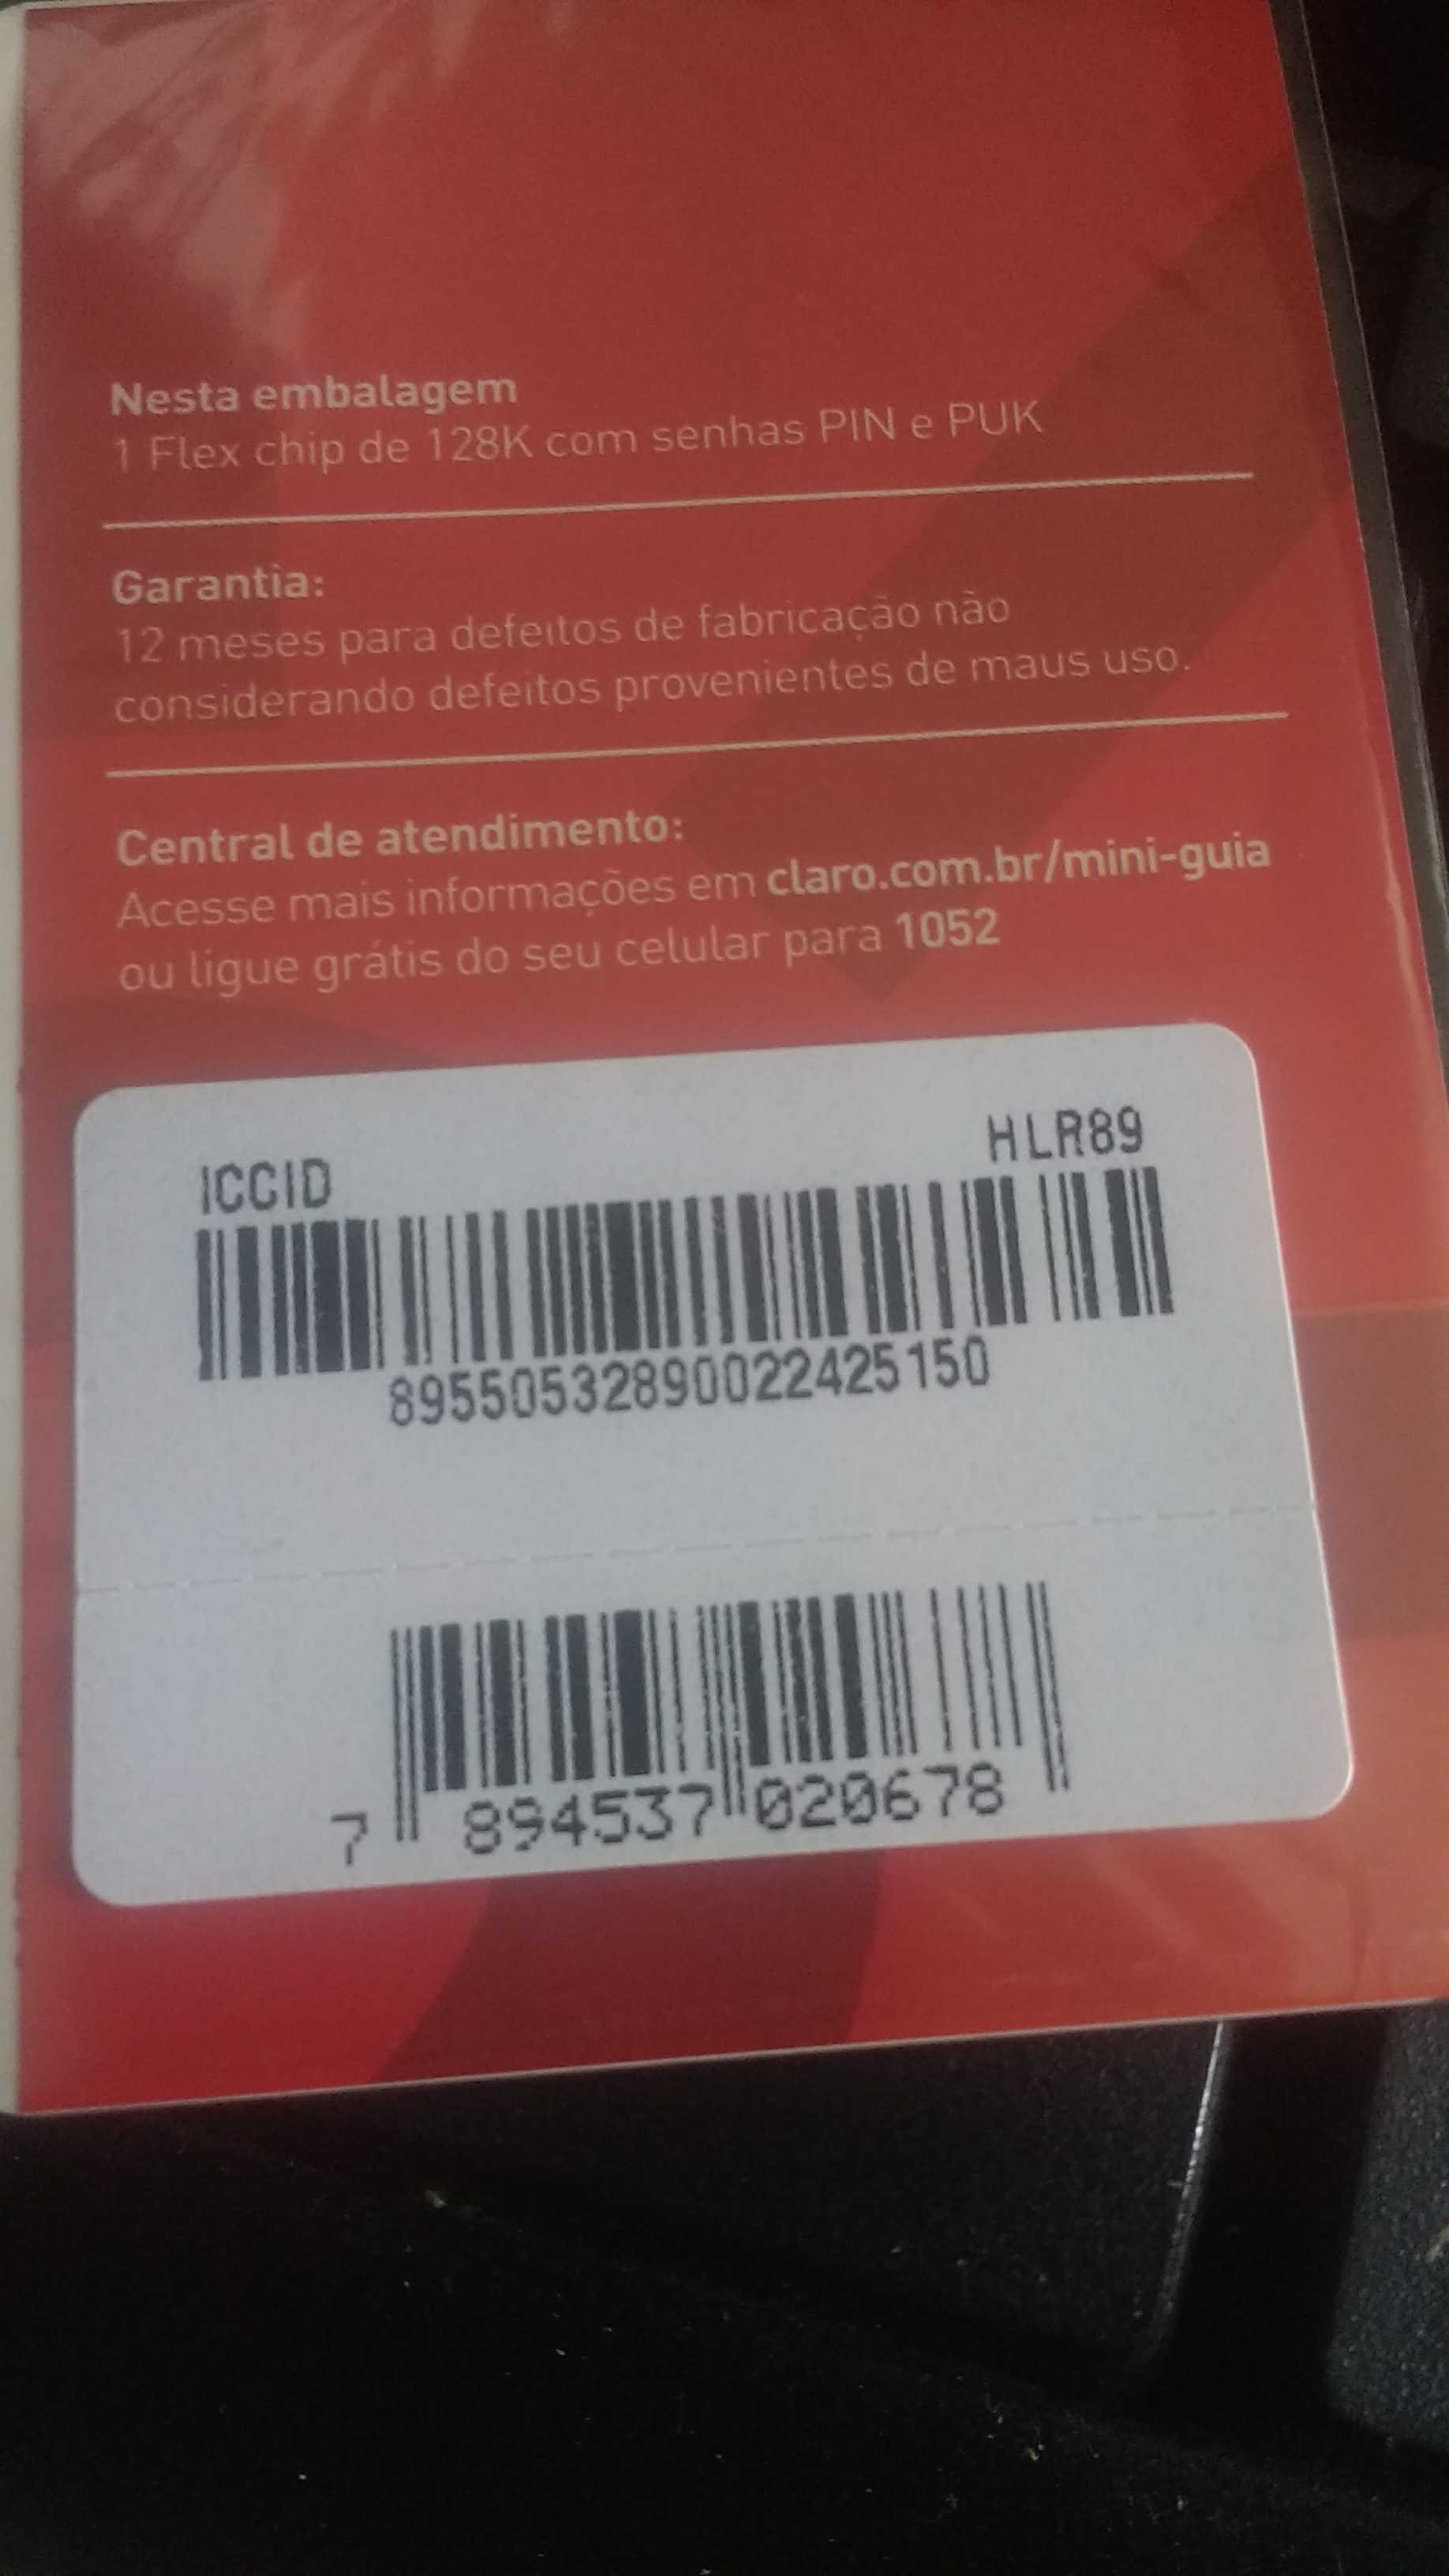 Nesta embalagem
1 Flex chip de 128K com senhas PIN e PUK
Garantia:
12 meses para defeitos de fabricação não
considerando defeitos provenientes de maus uso.
Central de atendimento:
Acesse mais informações em claro.com.br/mini-guia
ou ligue grátis do seu celular para 1052
ICCID HLR89
89550532890022425150
7 894537 020678